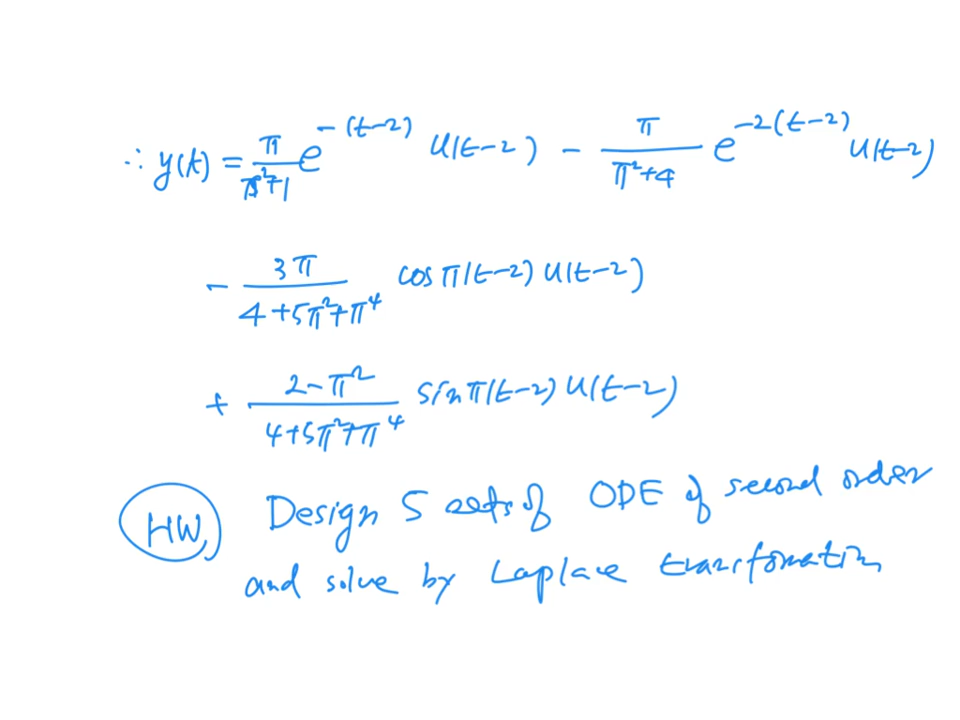 ∴ y(t) = π/(π²+1) e^{-(t-2)} u(t-2) - π/(π²+4) e^{-2(t-2)} u(t-2)
- 3π/(4+5π²+π⁴) cos π(t-2) u(t-2)
+ (2-π²)/(4+5π²+π⁴) sin π(t-2) u(t-2)
HW, Design 5 sets of ODE of second order
and solve by Laplace transformation